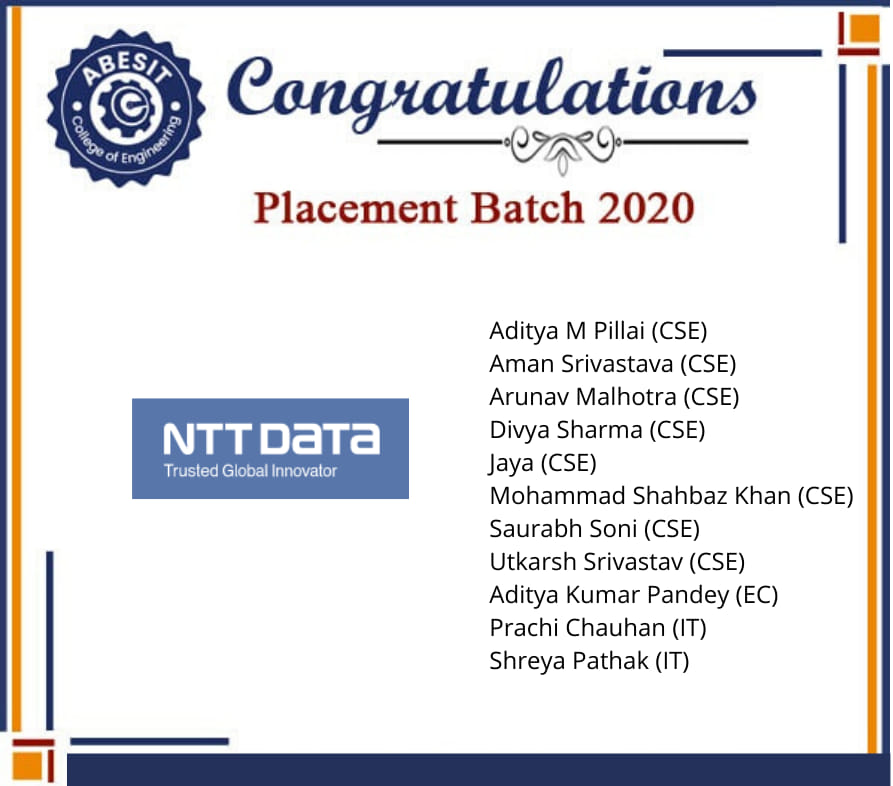 ABESIT
College of Engineering
Congratulations
Placement Batch 2020
NTT DATA
Trusted Global Innovator
Aditya M Pillai (CSE)
Aman Srivastava (CSE)
Arunav Malhotra (CSE)
Divya Sharma (CSE)
Jaya (CSE)
Mohammad Shahbaz Khan (CSE)
Saurabh Soni (CSE)
Utkarsh Srivastav (CSE)
Aditya Kumar Pandey (EC)
Prachi Chauhan (IT)
Shreya Pathak (IT)